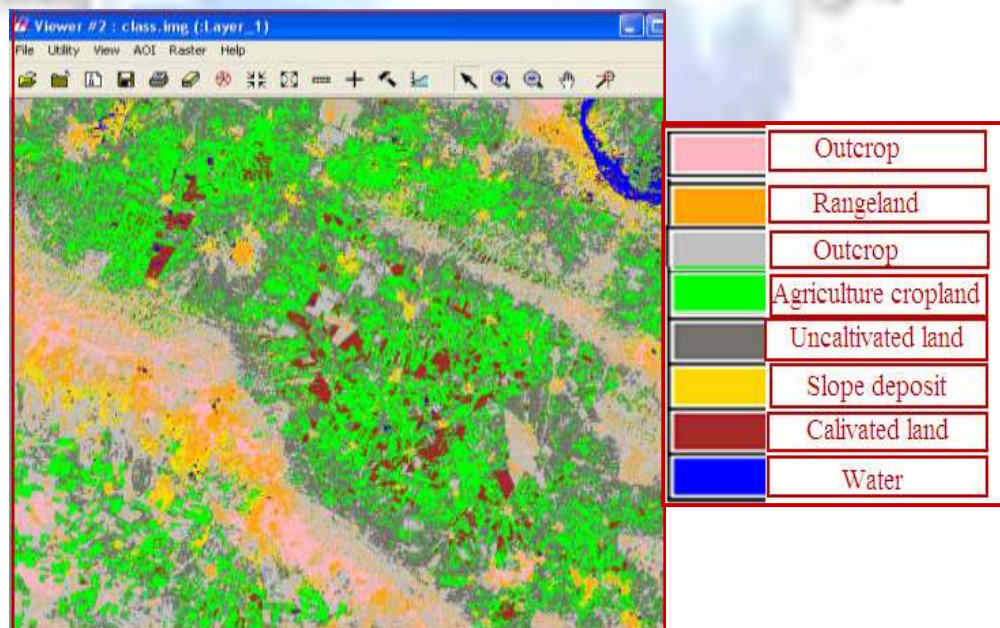 Viewer #2 : class.img (:Layer_1)
File Utility View AOI Raster Help
Outcrop
Rangeland
Outcrop
Agriculture cropland
Uncaltivated land
Slope deposit
Calivated land
Water